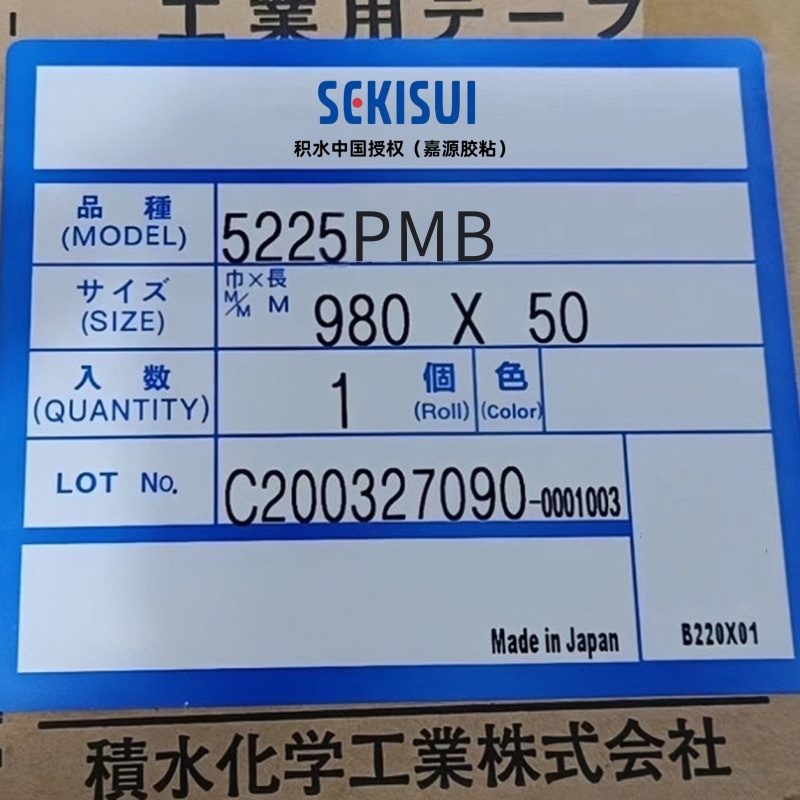 工業用テープ
SEKISUI
积水中国授权（嘉源胶粘）
品 種
(MODEL)
5225PMB
サイズ
(SIZE)
巾×長
M/M M
980 X 50
入 数
(QUANTITY)
1
個
(Roll)
色
(Color)
LOT No.
C200327090-0001003
Made in Japan
B220X01
積水化学工業株式会社